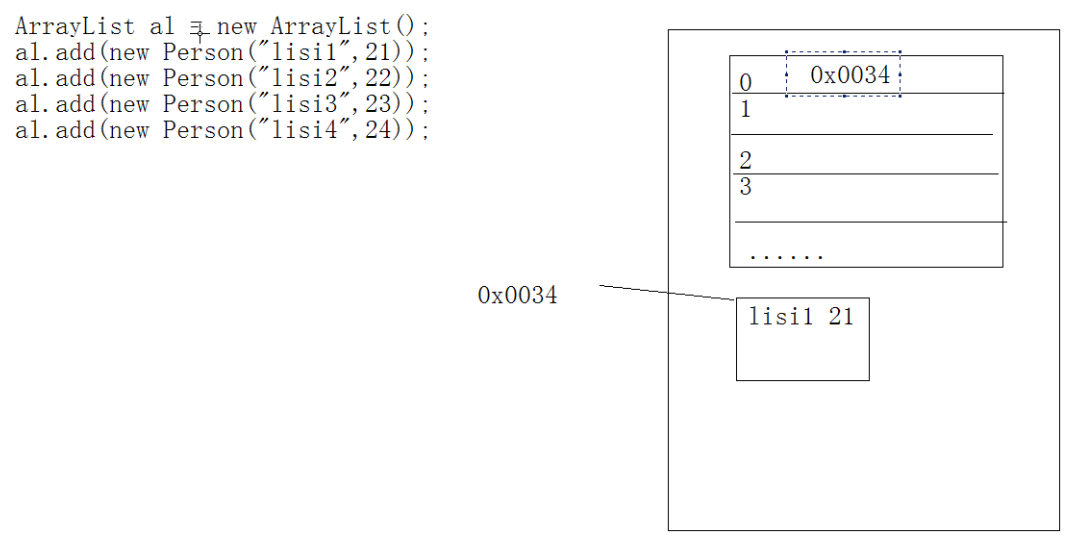 ArrayList al = new ArrayList();
al.add(new Person("lisi1",21));
al.add(new Person("lisi2",22));
al.add(new Person("lisi3",23));
al.add(new Person("lisi4",24));
0 0x0034
1
2
3
......
0x0034
lisi1 21